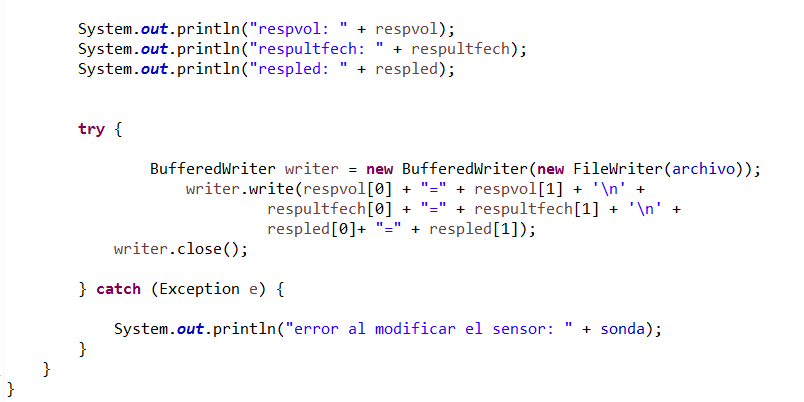 System.out.println("respvol: " + respvol);
System.out.println("respultfech: " + respultfech);
System.out.println("respled: " + respled);
try {
BufferedWriter writer = new BufferedWriter(new FileWriter(archivo));
writer.write(respvol[0] + "=" + respvol[1] + '\n' +
respultfech[0] + "=" + respultfech[1] + '\n' +
respled[0]+ "=" + respled[1]);
writer.close();
} catch (Exception e) {
System.out.println("error al modificar el sensor: " + sonda);
}
}
}